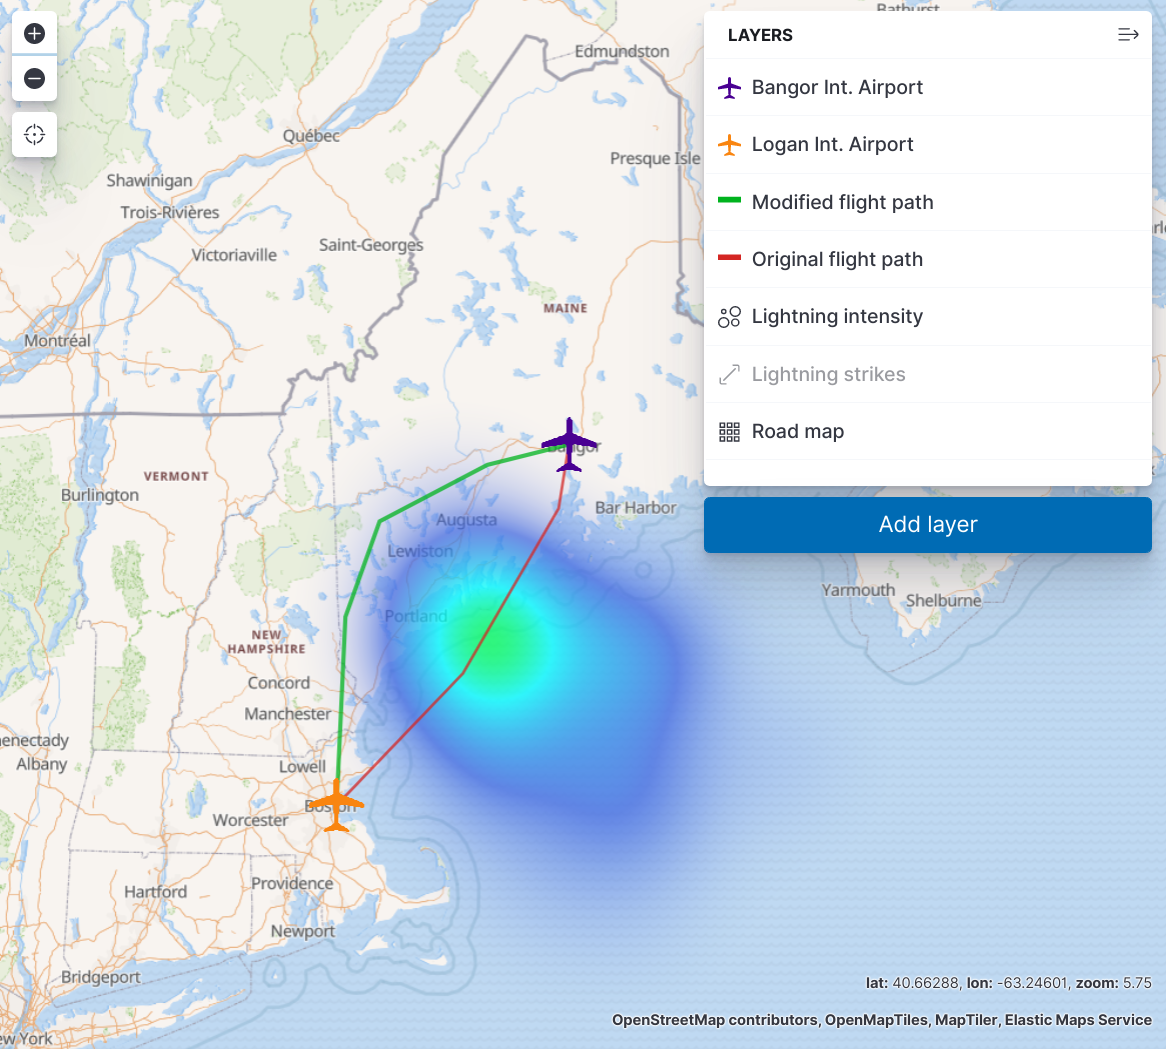 Bathurst
LAYERS
Edmundston
Bangor Int. Airport
Québec
Logan Int. Airport
Presque Isle
Shawinigan
Trois-Rivières
Modified flight path
Saint-Georges
Victoriaville
Original flight path
MAINE
Lightning intensity
Montréal
Lightning strikes
Road map
Bangor
VERMONT
Burlington
Bar Harbor
Augusta
Add layer
Lewiston
Yarmouth
Shelburne
Portland
NEW
HAMPSHIRE
Concord
Manchester
enectady
Albany
Lowell
Boston
Worcester
Hartford
Providence
Newport
Bridgeport
lat: 40.66288, lon: -63.24601, zoom: 5.75
OpenStreetMap contributors, OpenMapTiles, MapTiler, Elastic Maps Service
ew York